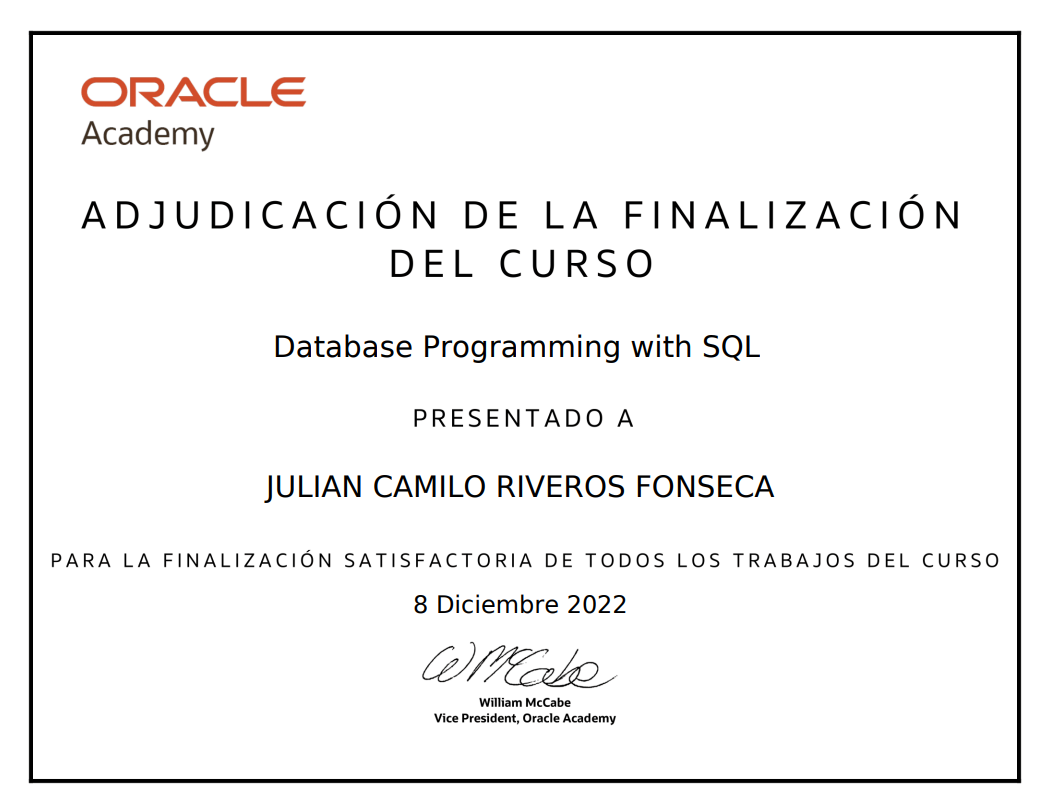 ORACLE
Academy
ADJUDICACIÓN DE LA FINALIZACIÓN
DEL CURSO
Database Programming with SQL
PRESENTADO A
JULIAN CAMILO RIVEROS FONSECA
PARA LA FINALIZACIÓN SATISFACTORIA DE TODOS LOS TRABAJOS DEL CURSO
8 Diciembre 2022
W McCabe
William McCabe
Vice President, Oracle Academy